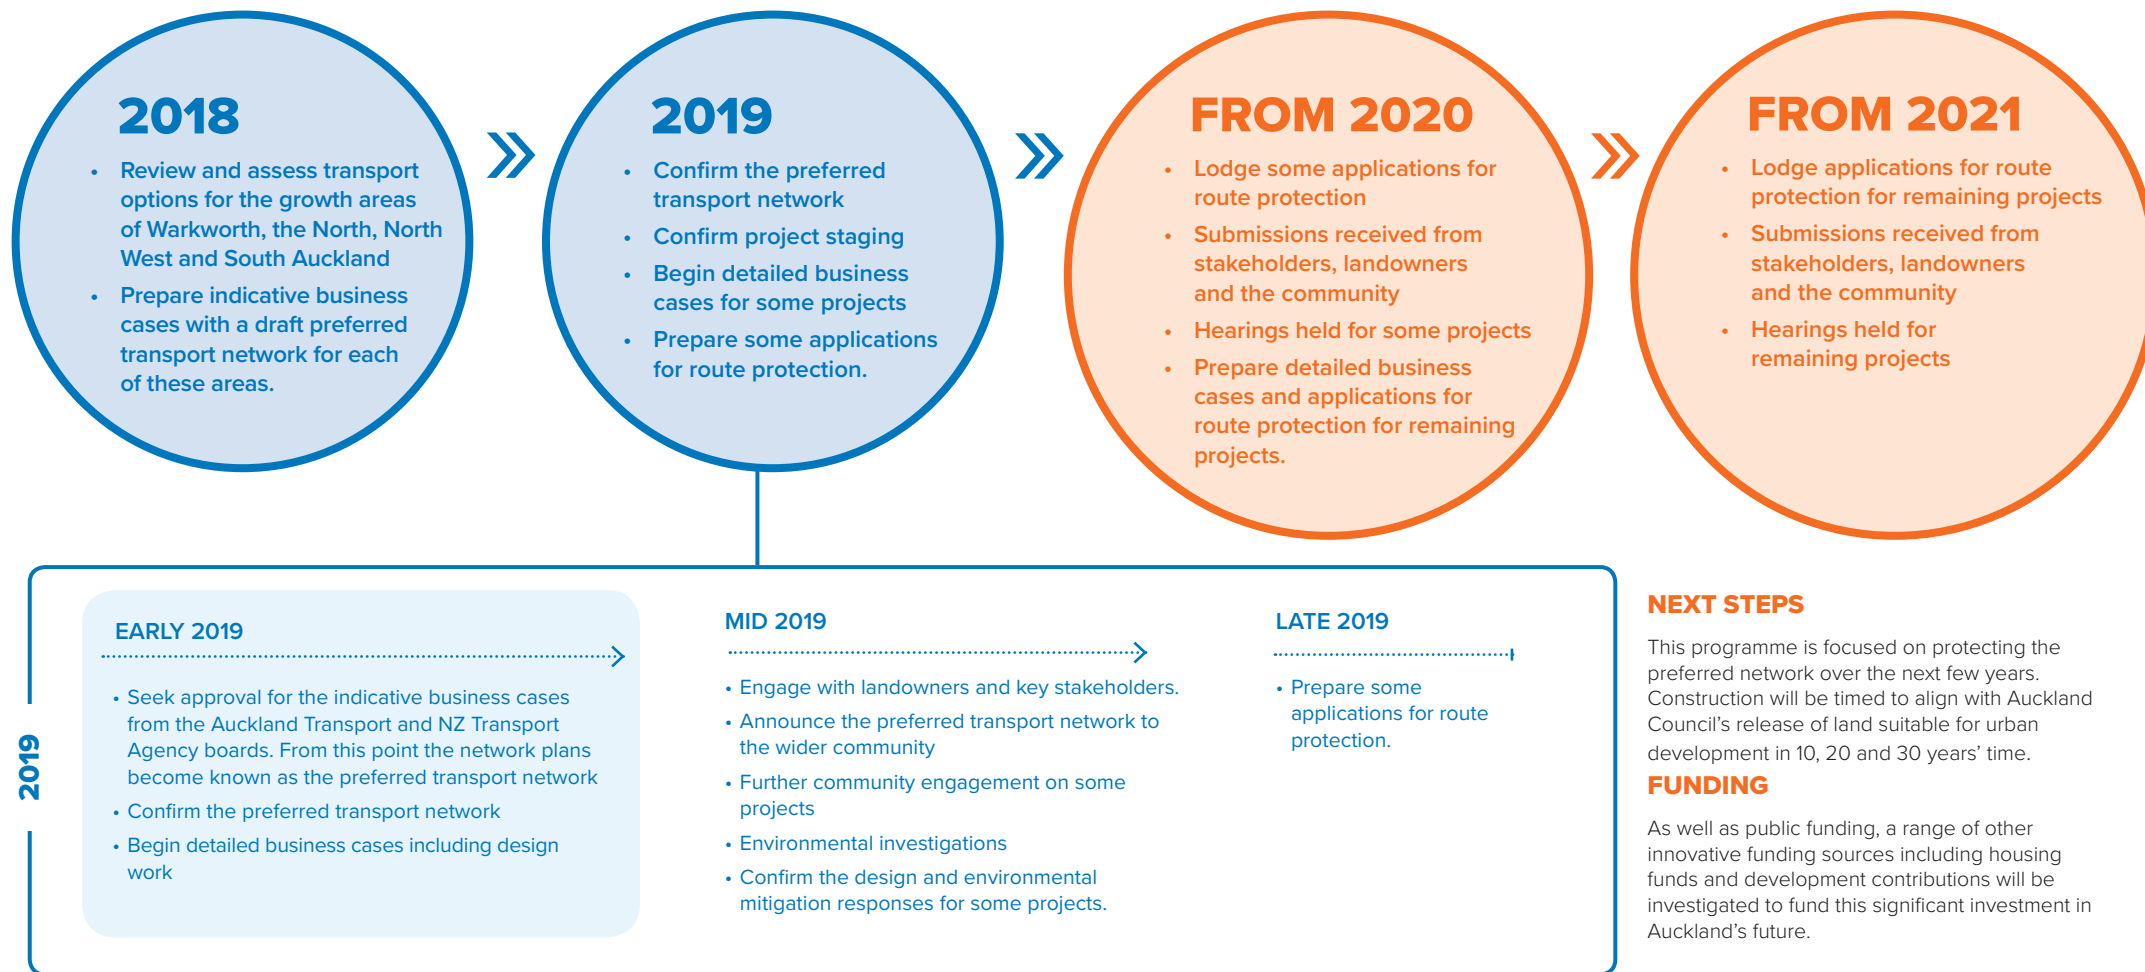 2018
• Review and assess transport
options for the growth areas
of Warkworth, the North, North
West and South Auckland
• Prepare indicative business
cases with a draft preferred
transport network for each
of these areas.
2019
• Confirm the preferred
transport network
• Confirm project staging
• Begin detailed business
cases for some projects
• Prepare some applications
for route protection.
FROM 2020
• Lodge some applications for
route protection
• Submissions received from
stakeholders, landowners
and the community
• Hearings held for some projects
• Prepare detailed business
cases and applications for
route protection for remaining
projects.
FROM 2021
• Lodge applications for route
protection for remaining projects
• Submissions received from
stakeholders, landowners
and the community
• Hearings held for
remaining projects
2019
EARLY 2019
• Seek approval for the indicative business cases
from the Auckland Transport and NZ Transport
Agency boards. From this point the network plans
become known as the preferred transport network
• Confirm the preferred transport network
• Begin detailed business cases including design
work
MID 2019
• Engage with landowners and key stakeholders.
• Announce the preferred transport network to
the wider community
• Further community engagement on some
projects
• Environmental investigations
• Confirm the design and environmental
mitigation responses for some projects.
LATE 2019
• Prepare some
applications for route
protection.
NEXT STEPS
This programme is focused on protecting the
preferred network over the next few years.
Construction will be timed to align with Auckland
Council's release of land suitable for urban
development in 10, 20 and 30 years' time.
FUNDING
As well as public funding, a range of other
innovative funding sources including housing
funds and development contributions will be
investigated to fund this significant investment in
Auckland's future.